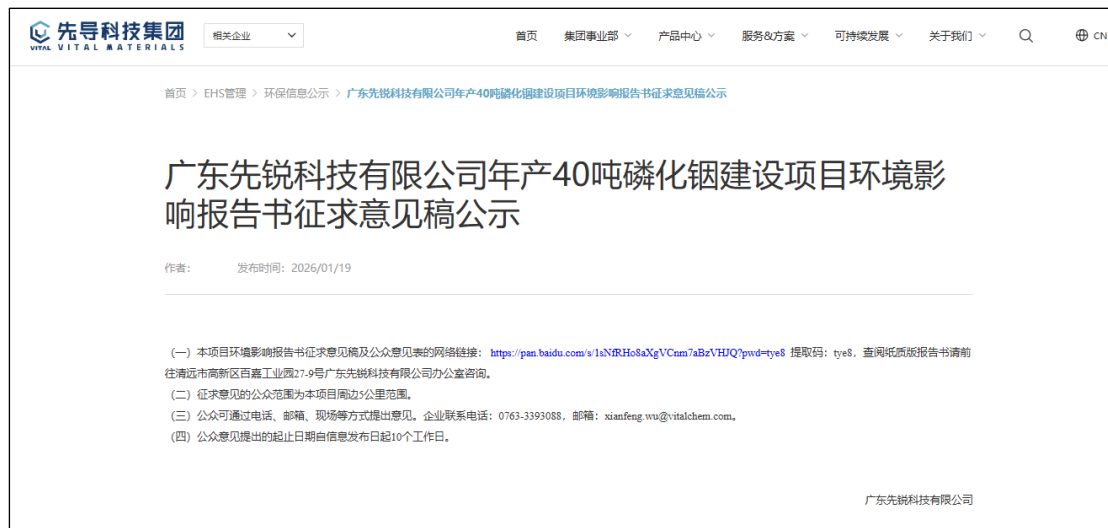 先导科技集团
VITAL VITAL MATERIALS
相关企业
首页 集团事业部 产品中心 服务&方案 可持续发展 关于我们 CN
首页 > EHS管理 > 环保信息公示 > 广东先锐科技有限公司年产40吨磷化铟建设项目环境影响报告书征求意见稿公示
广东先锐科技有限公司年产40吨磷化铟建设项目环境影
响报告书征求意见稿公示
作者： 发布时间：2026/01/19
（一）本项目环境影响报告书征求意见稿及公众意见表的网络链接： https://pan.baidu.com/s/1sNfRHo8aXgVCnm7aBzVHJQ?pwd=tye8 提取码：tye8，查阅纸质版报告书请前
往清远市高新区百嘉工业园27-9号广东先锐科技有限公司办公室咨询。
（二）征求意见的公众范围为本项目周边5公里范围。
（三）公众可通过电话、邮箱、现场等方式提出意见。企业联系电话：0763-3393088，邮箱：xianfeng.wu@vitalchem.com。
（四）公众意见提出的起止日期自信息发布日起10个工作日。
广东先锐科技有限公司